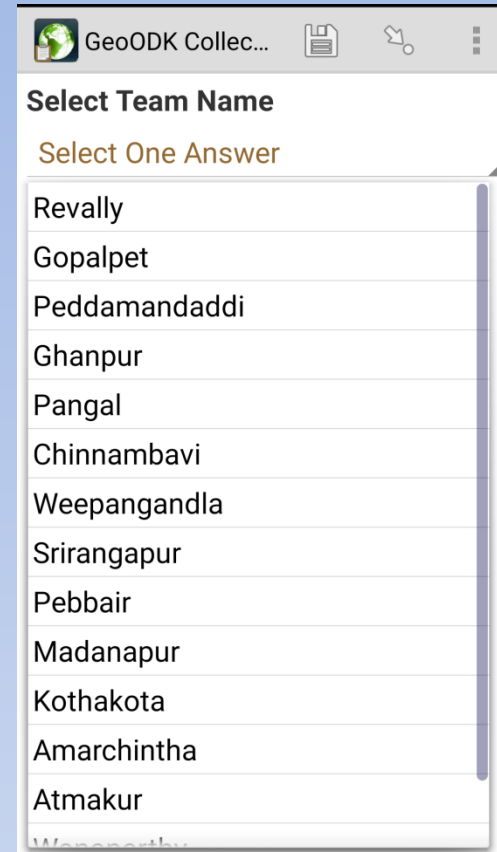 GeoODK Collec...
Select Team Name
Select One Answer
Revally
Gopalpet
Peddamandaddi
Ghanpur
Pangal
Chinnambavi
Weepangandla
Srirangapur
Pebbair
Madanapur
Kothakota
Amarchintha
Atmakur